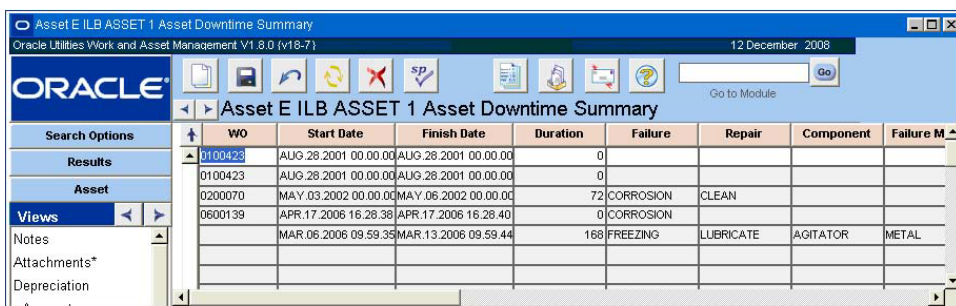 Asset E ILB ASSET 1 Asset Downtime Summary
Oracle Utilities Work and Asset Management V1.8.0 {v18-7} 12 December 2008
ORACLE
sp
Go
Go to Module
Asset E ILB ASSET 1 Asset Downtime Summary
Search Options
Results
Asset
Views
Notes
Attachments*
Depreciation
WO Start Date Finish Date Duration Failure Repair Component Failure M
0100423 AUG.28.2001 00.00.00 AUG.28.2001 00.00.00 0
0100423 AUG.28.2001 00.00.00 AUG.28.2001 00.00.00 0
0200070 MAY.03.2002 00.00.00 MAY.06.2002 00.00.00 72 CORROSION CLEAN
0600139 APR.17.2006 16.28.38 APR.17.2006 16.28.40 0 CORROSION
MAR.06.2006 09.59.35 MAR.13.2006 09.59.44 168 FREEZING LUBRICATE AGITATOR METAL